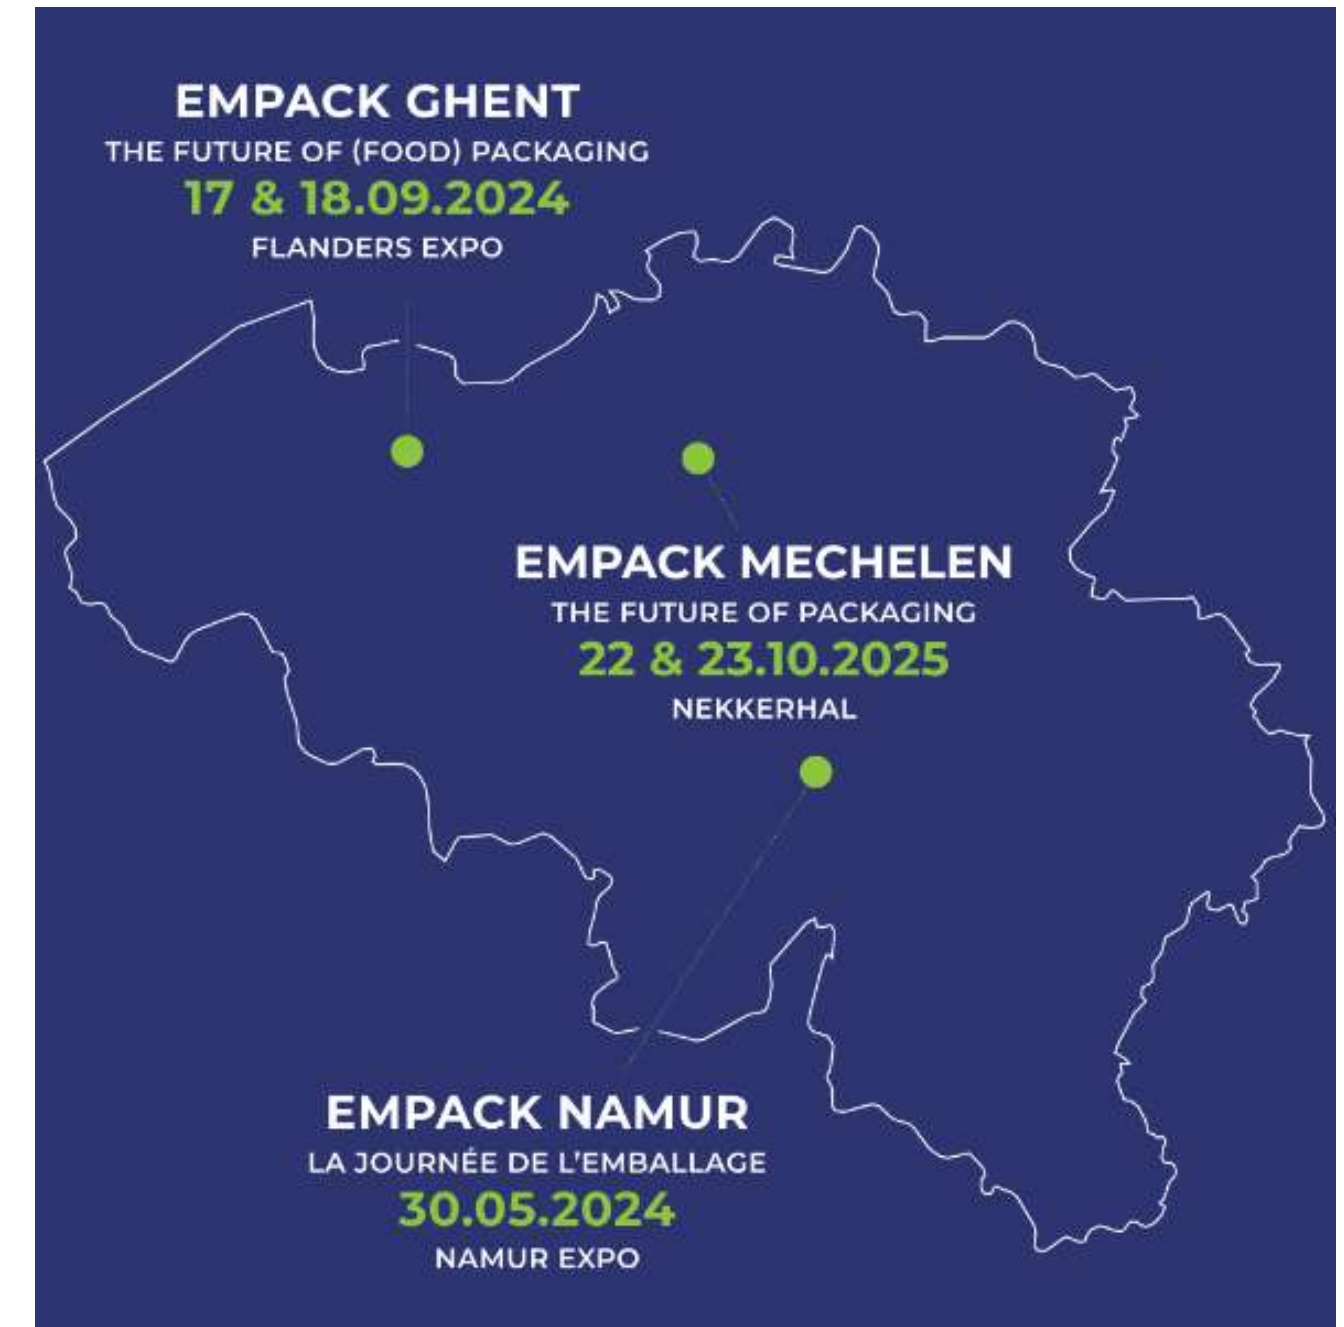 EMPACK GHENT
THE FUTURE OF (FOOD) PACKAGING
17 & 18.09.2024
FLANDERS EXPO
EMPACK MECHELEN
THE FUTURE OF PACKAGING
22 & 23.10.2025
NEKKERHAL
EMPACK NAMUR
LA JOURNÉE DE L'EMBALLAGE
30.05.2024
NAMUR EXPO